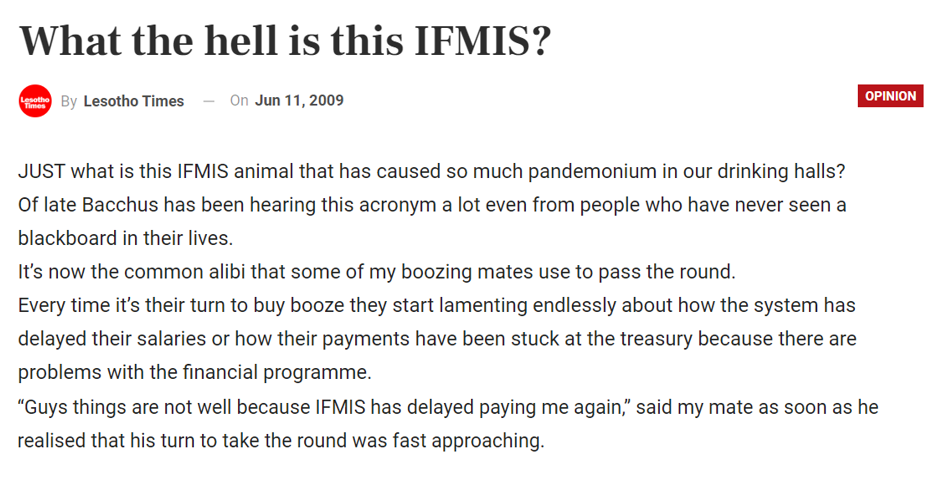 What the hell is this IFMIS?
Lesotho
Times
By Lesotho Times — On Jun 11, 2009
OPINION
JUST what is this IFMIS animal that has caused so much pandemonium in our drinking halls?
Of late Bacchus has been hearing this acronym a lot even from people who have never seen a
blackboard in their lives.
It’s now the common alibi that some of my boozing mates use to pass the round.
Every time it’s their turn to buy booze they start lamenting endlessly about how the system has
delayed their salaries or how their payments have been stuck at the treasury because there are
problems with the financial programme.
“Guys things are not well because IFMIS has delayed paying me again,” said my mate as soon as he
realised that his turn to take the round was fast approaching.